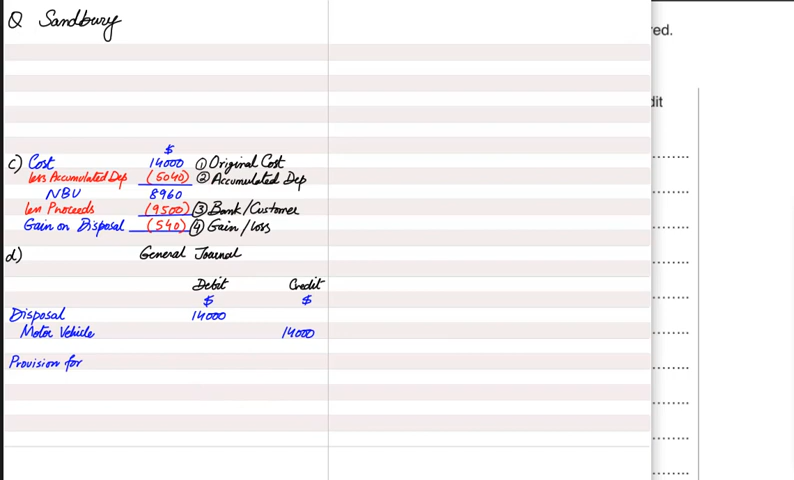 Q Sandbury
ed.
dit
$
c) Cost 14000 ① Original Cost
less Accumulated Dep (5040) ② Accumulated Dep
NBV 8960
less Proceeds (9500) ③ Bank/Customer
Gain on Disposal (540) ④ Gain/loss
d) General Journal
Debit Credit
$ $
Disposal 14000
Motor Vehicle 14000
Provision for